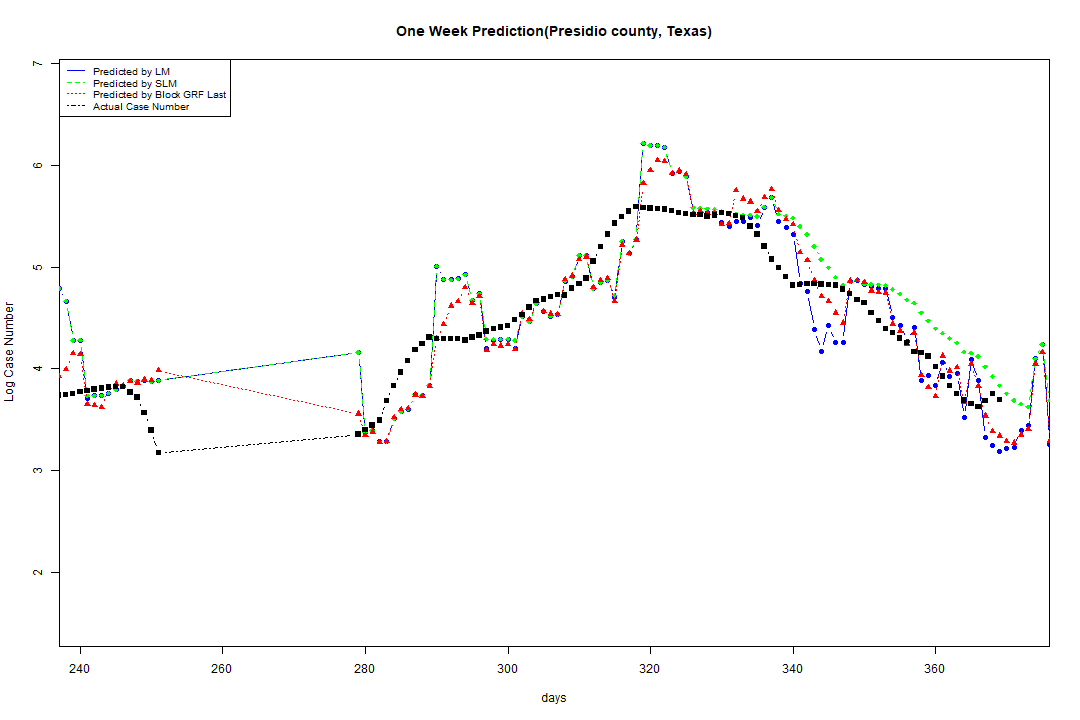 One Week Prediction(Presidio county, Texas)
7
Predicted by LM
Predicted by SLM
Predicted by Block GRF Last
Actual Case Number
6
5
4
3
2
Log Case Number
240 260 280 300 320 340 360
days